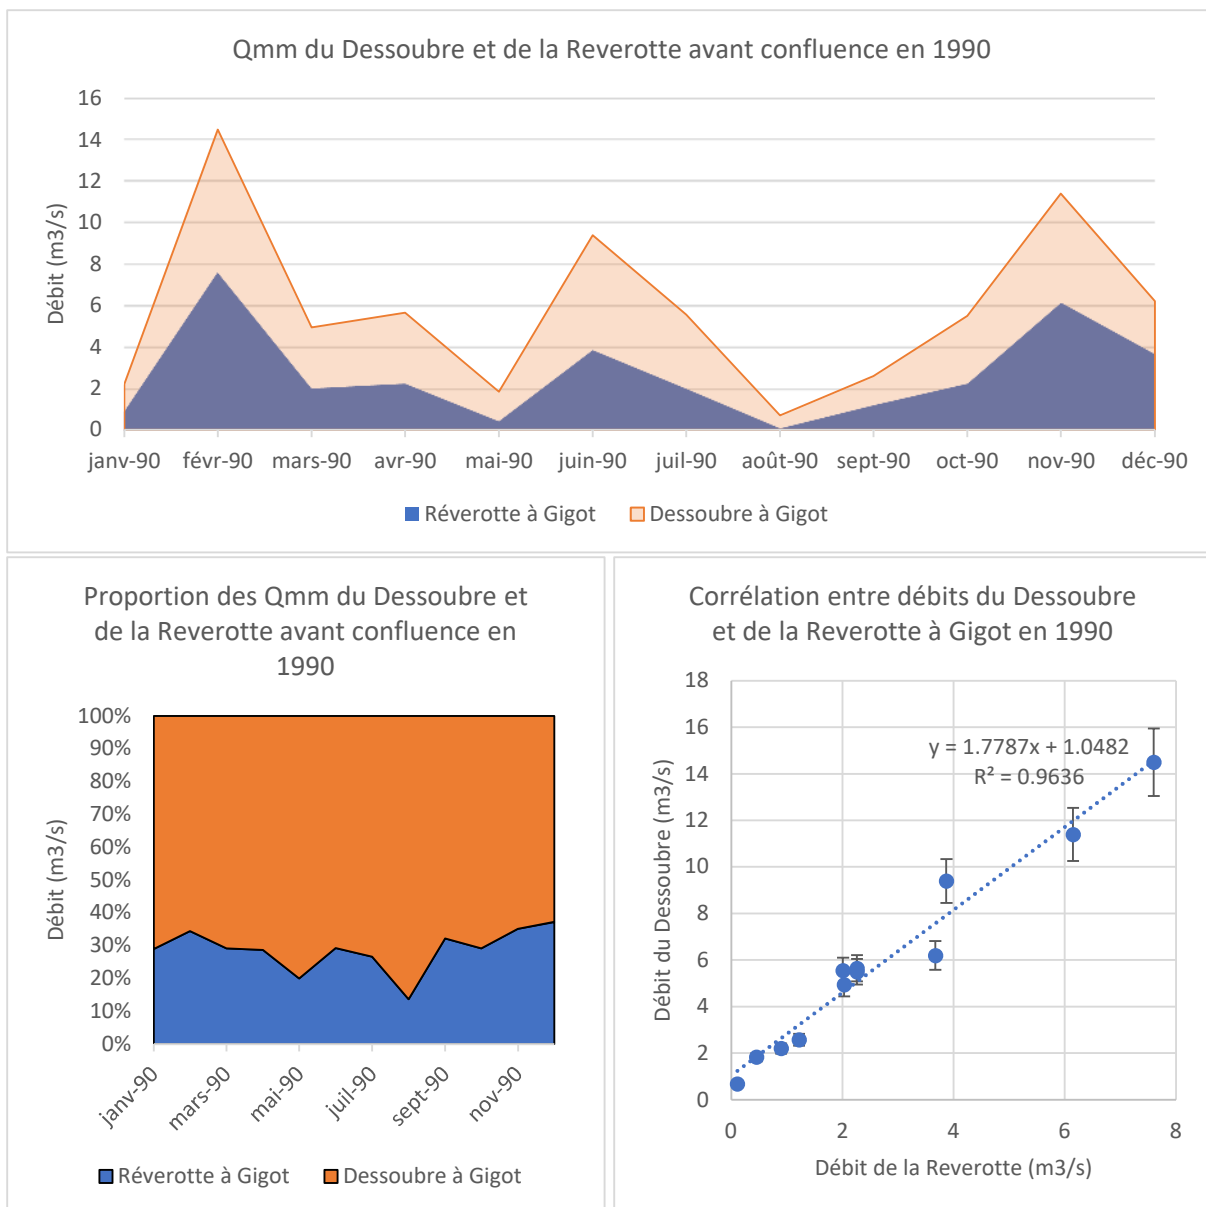 Qmm du Dessoubre et de la Reverotte avant confluence en 1990
16
14
12
10
8
6
4
2
0
Débit (m3/s)
janv-90 févr-90 mars-90 avr-90 mai-90 juin-90 juil-90 août-90 sept-90 oct-90 nov-90 déc-90
Réverotte à Gigot Dessoubre à Gigot
Proportion des Qmm du Dessoubre et
de la Reverotte avant confluence en
1990
100%
90%
80%
70%
60%
50%
40%
30%
20%
10%
0%
Débit (m3/s)
janv-90 mars-90 mai-90 juil-90 sept-90 nov-90
Réverotte à Gigot Dessoubre à Gigot
Corrélation entre débits du Dessoubre
et de la Reverotte à Gigot en 1990
18
16
14
12
10
8
6
4
2
0
Débit du Dessoubre (m3/s)
y = 1.7787x + 1.0482
R² = 0.9636
0 2 4 6 8
Débit de la Reverotte (m3/s)